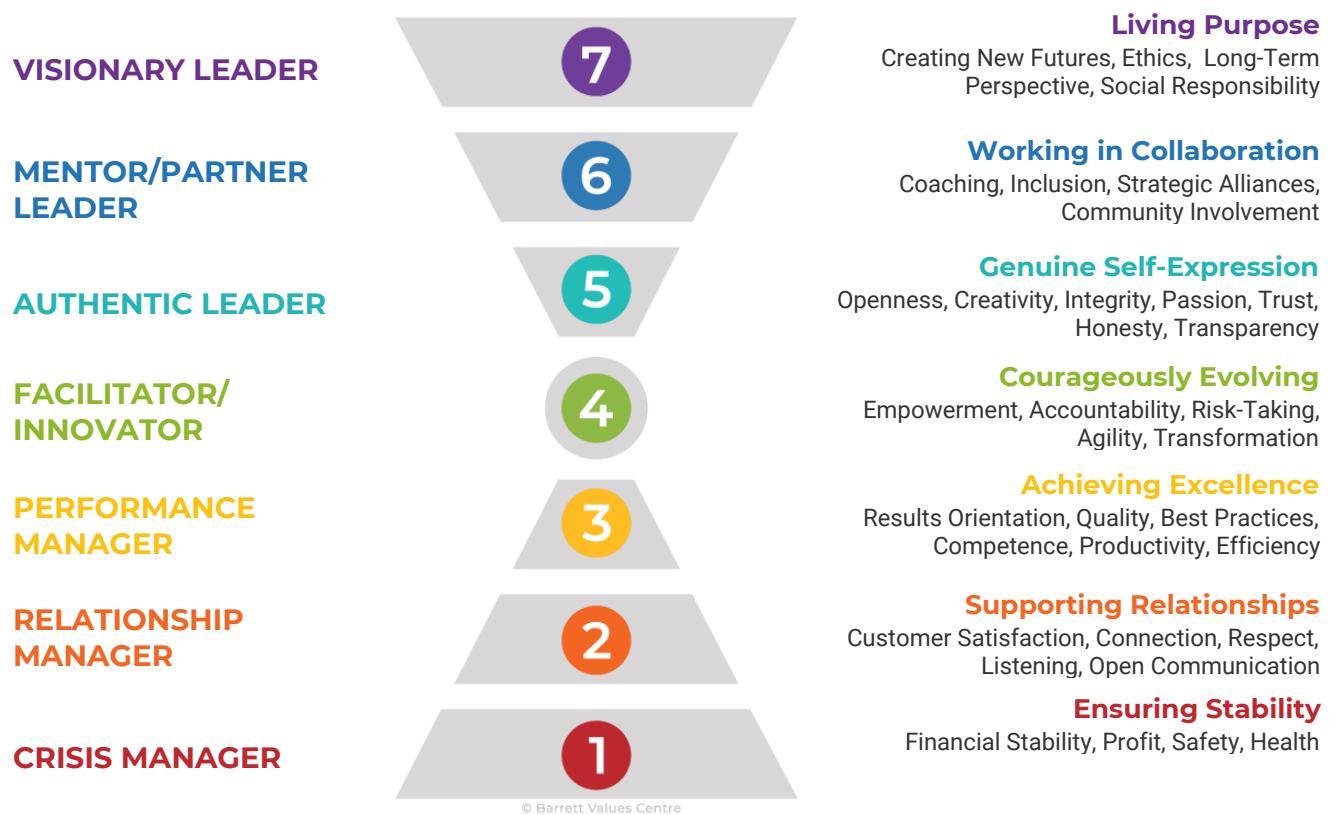 VISIONARY LEADER
7
Living Purpose
Creating New Futures, Ethics, Long-Term
Perspective, Social Responsibility
MENTOR/PARTNER
LEADER
6
Working in Collaboration
Coaching, Inclusion, Strategic Alliances,
Community Involvement
AUTHENTIC LEADER
5
Genuine Self-Expression
Openness, Creativity, Integrity, Passion, Trust,
Honesty, Transparency
FACILITATOR/
INNOVATOR
4
Courageously Evolving
Empowerment, Accountability, Risk-Taking,
Agility, Transformation
PERFORMANCE
MANAGER
3
Achieving Excellence
Results Orientation, Quality, Best Practices,
Competence, Productivity, Efficiency
RELATIONSHIP
MANAGER
2
Supporting Relationships
Customer Satisfaction, Connection, Respect,
Listening, Open Communication
CRISIS MANAGER
1
Ensuring Stability
Financial Stability, Profit, Safety, Health
© Barrett Values Centre